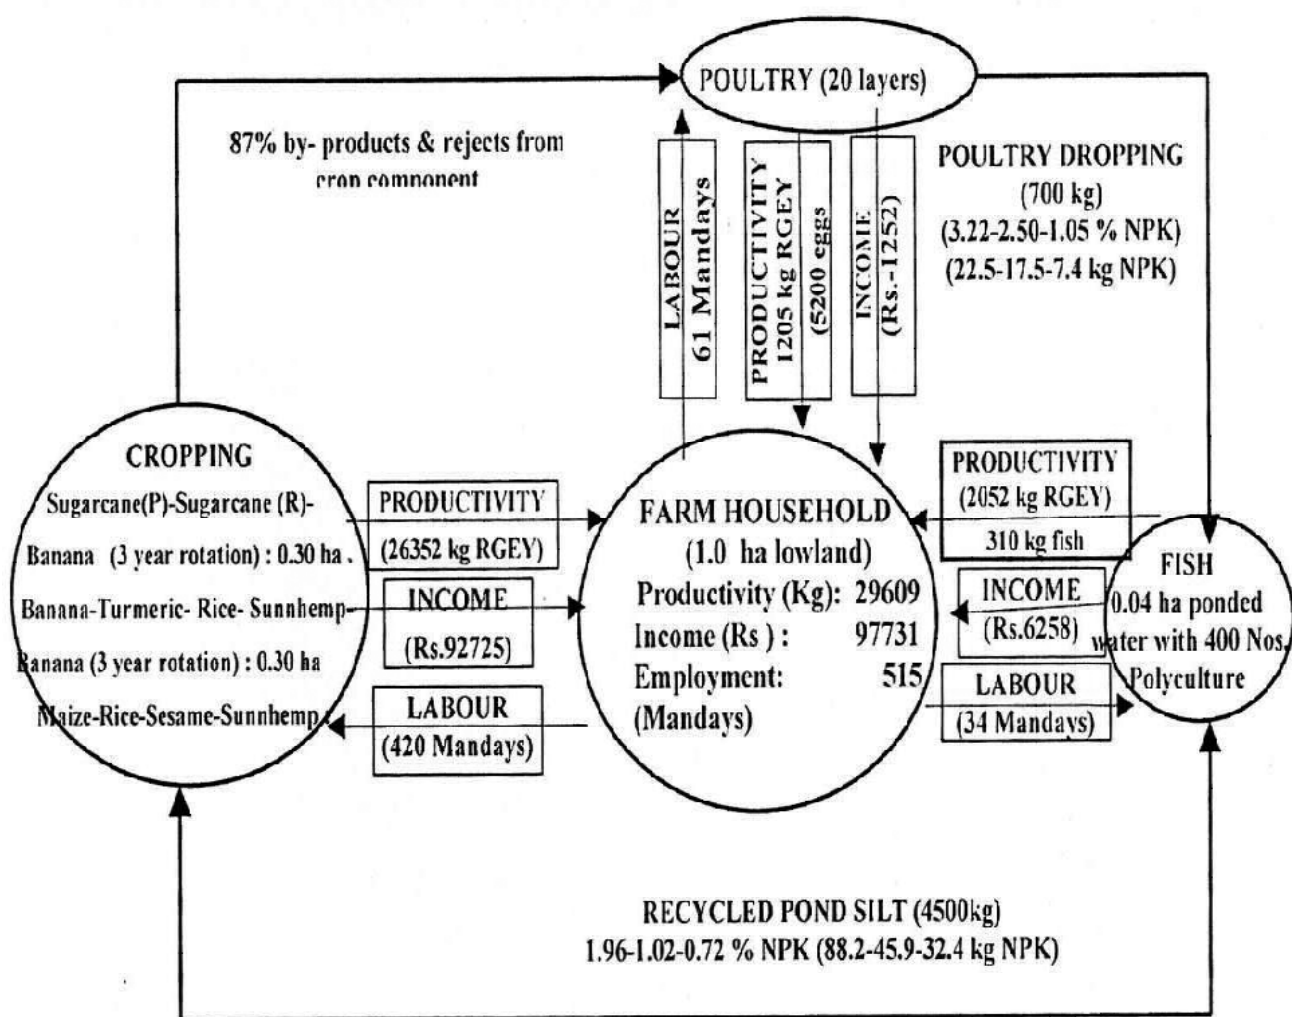 POULTRY (20 layers)
87% by- products & rejects from
crop component
LABOUR
61 Mandays
PRODUCTIVITY
1205 kg RGEY
(5200 eggs
INCOME
(Rs.-1252)
POULTRY DROPPING
(700 kg)
(3.22-2.50-1.05 % NPK)
(22.5-17.5-7.4 kg NPK)
CROPPING
Sugarcane(P)-Sugarcane (R)-
Banana (3 year rotation) : 0.30 ha .
Banana-Turmeric- Rice- Sunnhemp-
Banana (3 year rotation) : 0.30 ha
Maize-Rice-Sesame-Sunnhemp
PRODUCTIVITY
(26352 kg RGEY)
INCOME
(Rs.92725)
LABOUR
(420 Mandays)
FARM HOUSEHOLD
(1.0 ha lowland)
Productivity (Kg): 29609
Income (Rs ) : 97731
Employment: 515
(Mandays)
PRODUCTIVITY
(2052 kg RGEY)
310 kg fish
INCOME
(Rs.6258)
LABOUR
(34 Mandays)
FISH
0.04 ha ponded
water with 400 Nos.
Polyculture
RECYCLED POND SILT (4500kg)
1.96-1.02-0.72 % NPK (88.2-45.9-32.4 kg NPK)